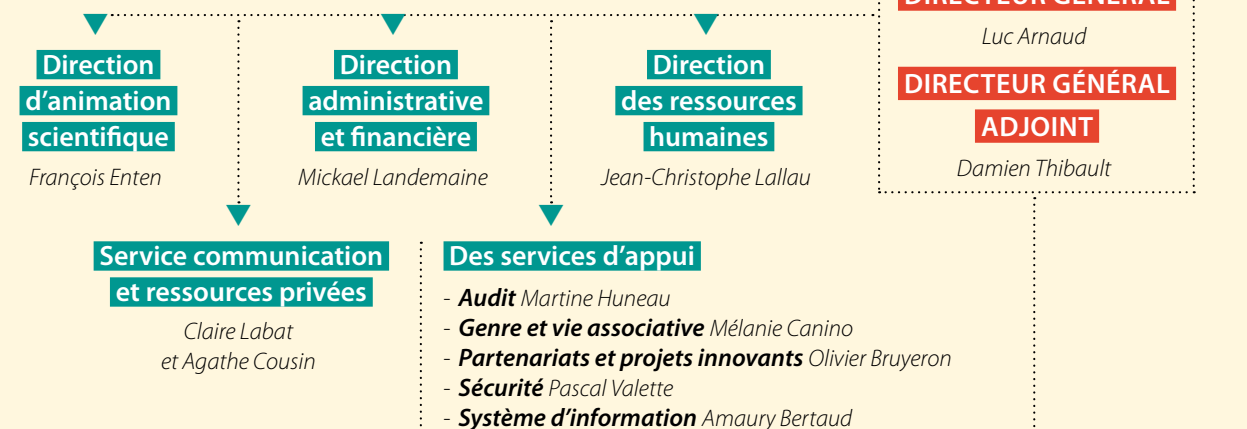 DIRECTEUR GÉNÉRAL
Luc Arnaud
DIRECTEUR GÉNÉRAL
ADJOINT
Damien Thibault
Direction
d'animation
scientifique
François Enten
Direction
administrative
et financière
Mickael Landemaine
Direction
des ressources
humaines
Jean-Christophe Lallau
Service communication
et ressources privées
Claire Labat
et Agathe Cousin
Des services d'appui
- Audit Martine Huneau
- Genre et vie associative Mélanie Canino
- Partenariats et projets innovants Olivier Bruyeron
- Sécurité Pascal Valette
- Système d'information Amaury Bertaud